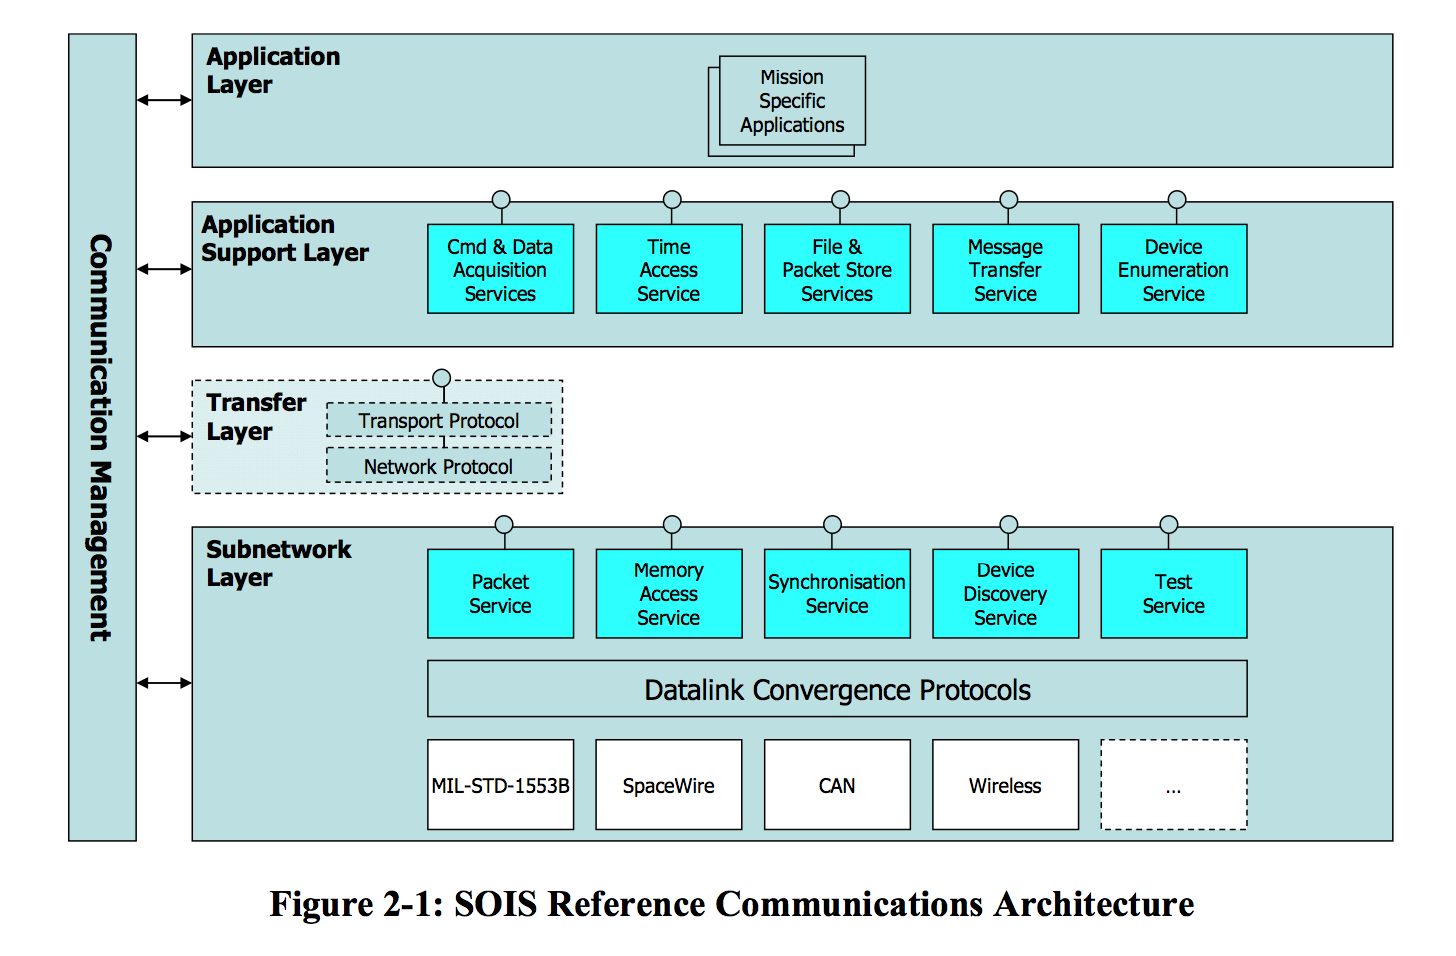 Communication Management
Application
Layer
Mission
Specific
Applications
Application
Support Layer
Cmd & Data
Acquisition
Services
Time
Access
Service
File &
Packet Store
Services
Message
Transfer
Service
Device
Enumeration
Service
Transfer
Layer
Transport Protocol
Network Protocol
Subnetwork
Layer
Packet
Service
Memory
Access
Service
Synchronisation
Service
Device
Discovery
Service
Test
Service
Datalink Convergence Protocols
MIL-STD-1553B
SpaceWire
CAN
Wireless
...
Figure 2-1: SOIS Reference Communications Architecture